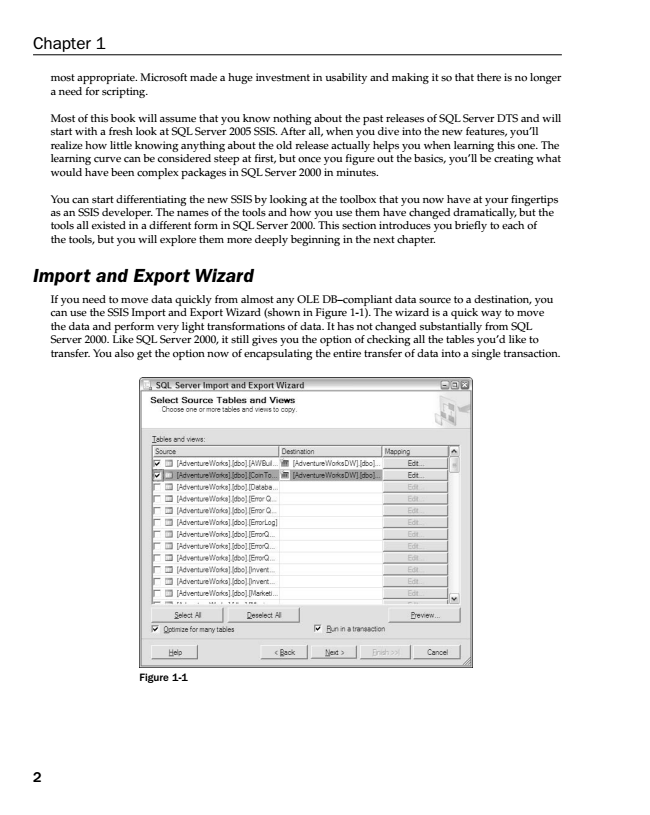 Chapter 1
most appropriate. Microsoft made a huge investment in usability and making it so that there is no longer
a need for scripting.
Most of this book will assume that you know nothing about the past releases of SQL Server DTS and will
start with a fresh look at SQL Server 2005 SSIS. After all, when you dive into the new features, you'll
realize how little knowing anything about the old release actually helps you when learning this one. The
learning curve can be considered steep at first, but once you figure out the basics, you'll be creating what
would have been complex packages in SQL Server 2000 in minutes.
You can start differentiating the new SSIS by looking at the toolbox that you now have at your fingertips
as an SSIS developer. The names of the tools and how you use them have changed dramatically, but the
tools all existed in a different form in SQL Server 2000. This section introduces you briefly to each of
the tools, but you will explore them more deeply beginning in the next chapter.
Import and Export Wizard
If you need to move data quickly from almost any OLE DB–compliant data source to a destination, you
can use the SSIS Import and Export Wizard (shown in Figure 1-1). The wizard is a quick way to move
the data and perform very light transformations of data. It has not changed substantially from SQL
Server 2000. Like SQL Server 2000, it still gives you the option of checking all the tables you'd like to
transfer. You also get the option now of encapsulating the entire transfer of data into a single transaction.
SQL Server Import and Export Wizard
Select Source Tables and Views
Choose one or more tables and views to copy.
Tables and views:
Source Destination Mapping
[AdventureWorks].[dbo].[AWBuil... [AdventureWorksDW].[dbo]... Edit...
[AdventureWorks].[dbo].[CoinTo... [AdventureWorksDW].[dbo]... Edit...
[AdventureWorks].[dbo].[Databa... Edit...
[AdventureWorks].[dbo].[Error Q... Edit...
[AdventureWorks].[dbo].[Error Q... Edit...
[AdventureWorks].[dbo].[ErrorLog] Edit...
[AdventureWorks].[dbo].[ErrorQ... Edit...
[AdventureWorks].[dbo].[ErrorQ... Edit...
[AdventureWorks].[dbo].[ErrorQ... Edit...
[AdventureWorks].[dbo].[Invent... Edit...
[AdventureWorks].[dbo].[Invent... Edit...
[AdventureWorks].[dbo].[Marketi... Edit...
Select All Deselect All Preview...
Optimize for many tables Run in a transaction
Help < Back Next > Finish >>| Cancel
Figure 1-1
2